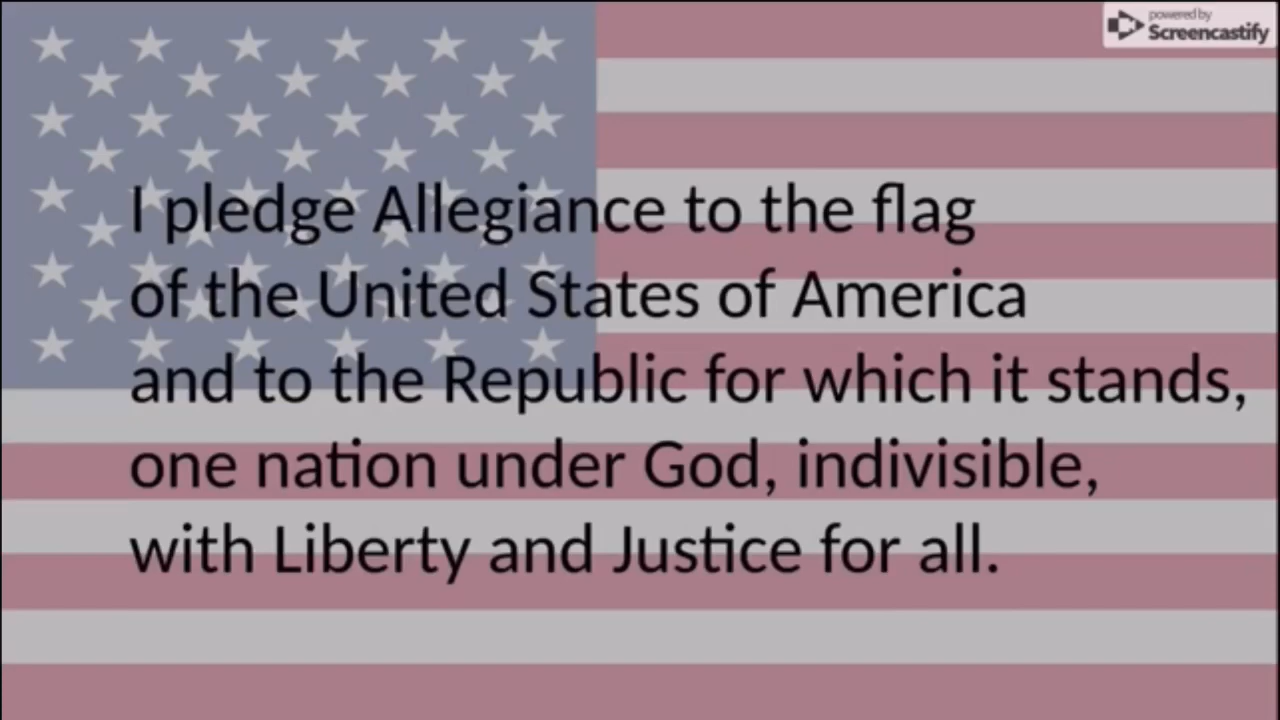 powered by
Screencastify
I pledge Allegiance to the flag
of the United States of America
and to the Republic for which it stands,
one nation under God, indivisible,
with Liberty and Justice for all.